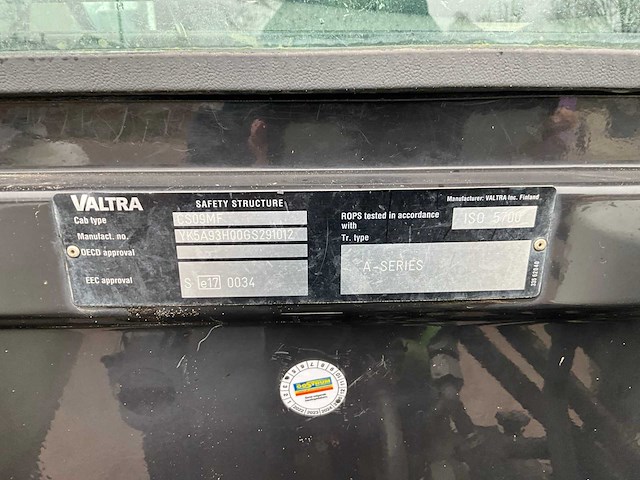 VALTRA SAFETY STRUCTURE Manufacturer: VALTRA Inc. Finland
Cab type CS09MF
ROPS tested in accordance with ISO 5700
Manufact. no. YK5A93H00GS291012
Tr. type
OECD approval
A-SERIES
EEC approval S e17 0034